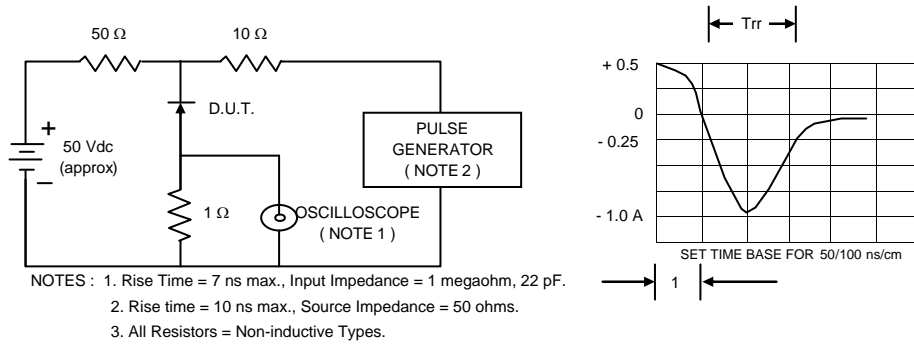 50 Ω
10 Ω
D.U.T.
+
50 Vdc
(approx)
−
PULSE
GENERATOR
( NOTE 2 )
1 Ω
OSCILLOSCOPE
( NOTE 1 )
NOTES : 1. Rise Time = 7 ns max., Input Impedance = 1 megaohm, 22 pF.
2. Rise time = 10 ns max., Source Impedance = 50 ohms.
3. All Resistors = Non-inductive Types.
Trr
+ 0.5
0
- 0.25
- 1.0 A
SET TIME BASE FOR 50/100 ns/cm
1